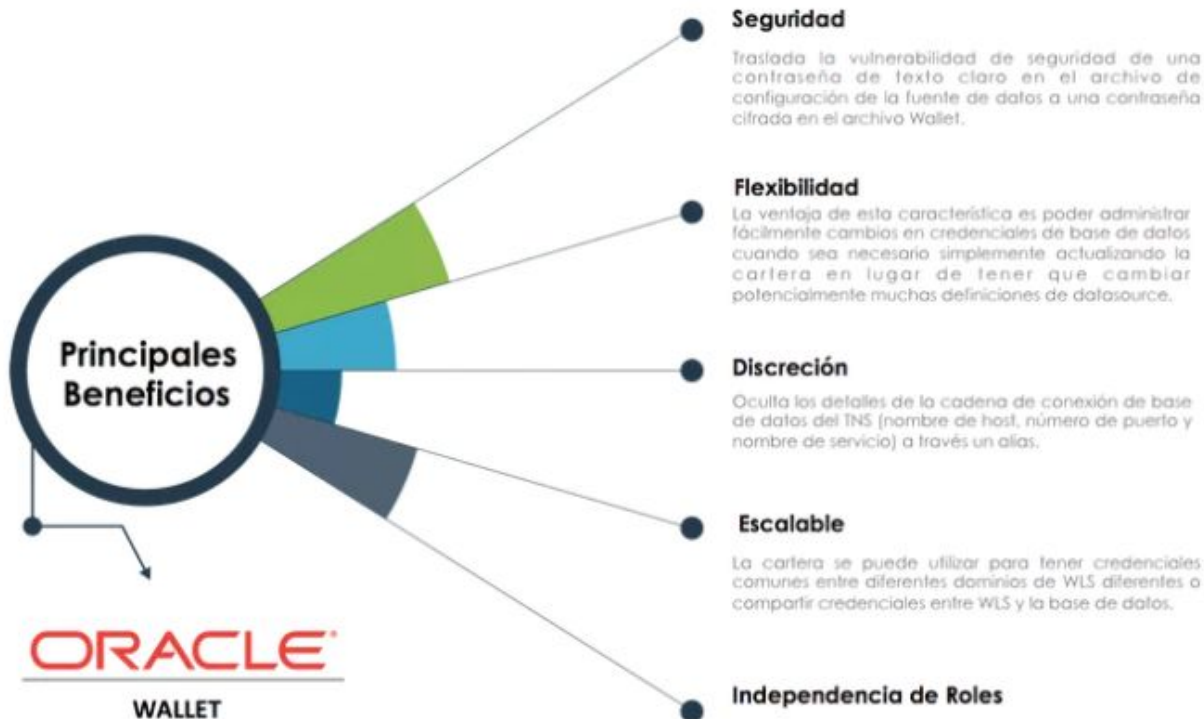 Seguridad
Traslada la vulnerabilidad de seguridad de una
contraseña de texto claro en el archivo de
configuración de la fuente de datos a una contraseña
cifrada en el archivo Wallet.
Flexibilidad
La ventaja de esta característica es poder administrar
fácilmente cambios en credenciales de base de datos
cuando sea necesario simplemente actualizando la
cartera en lugar de tener que cambiar
potencialmente muchas definiciones de datasource.
Principales
Beneficios
Discreción
Oculta los detalles de la cadena de conexión de base
de datos del TNS (nombre de host, número de puerto y
nombre de servicio) a través un alias.
Escalable
La cartera se puede utilizar para tener credenciales
comunes entre diferentes dominios de WLS diferentes o
compartir credenciales entre WLS y la base de datos.
ORACLE
WALLET
Independencia de Roles